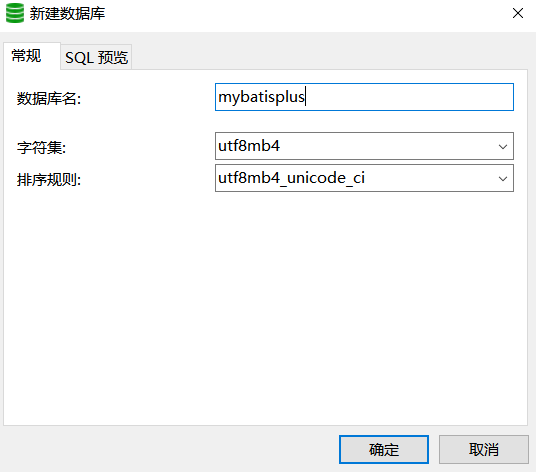 新建数据库
常规
SQL 预览
数据库名:
mybatisplus
字符集:
utf8mb4
排序规则:
utf8mb4_unicode_ci
确定
取消